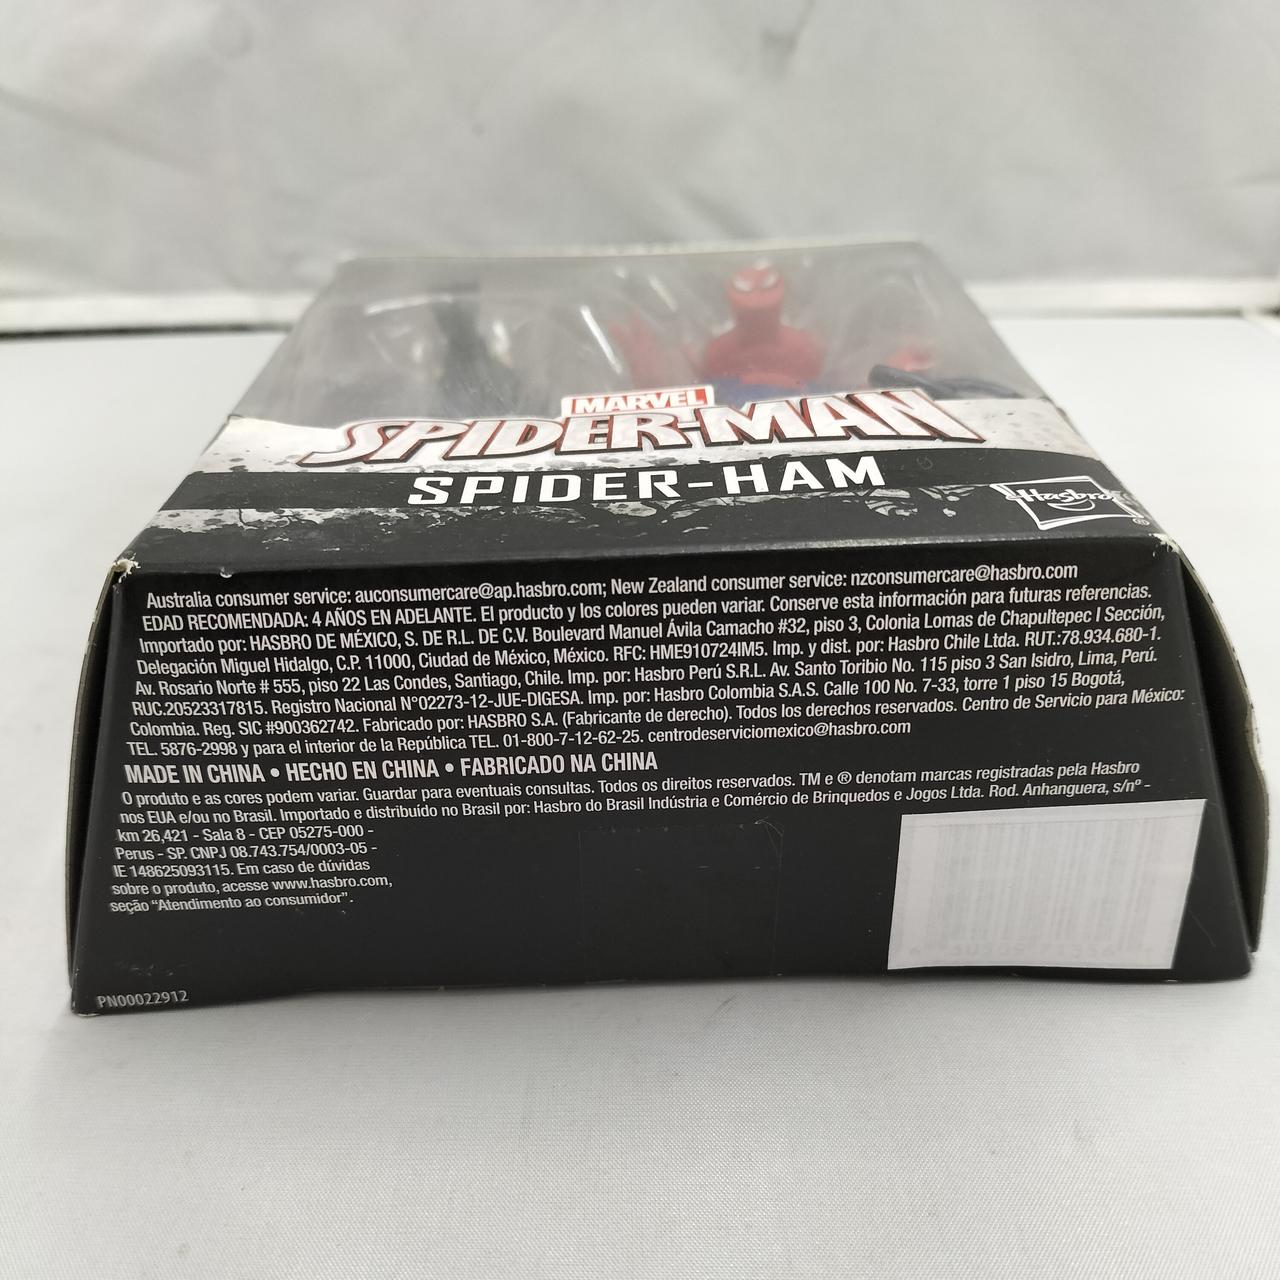 MARVEL
SPIDER-MAN
SPIDER-HAM
Hasbro
®
Australia consumer service: auconsumercare@ap.hasbro.com; New Zealand consumer service: nzconsumercare@hasbro.com
EDAD RECOMENDADA: 4 AÑOS EN ADELANTE. El producto y los colores pueden variar. Conserve esta información para futuras referencias.
Importado por: HASBRO DE MÉXICO, S. DE R.L. DE C.V. Boulevard Manuel Ávila Camacho #32, piso 3, Colonia Lomas de Chapultepec I Sección,
Delegación Miguel Hidalgo, C.P. 11000, Ciudad de México, México. RFC: HME910724IM5. Imp. y dist. por: Hasbro Chile Ltda. RUT.:78.934.680-1.
Av. Rosario Norte # 555, piso 22 Las Condes, Santiago, Chile. Imp. por: Hasbro Perú S.R.L. Av. Santo Toribio No. 115 piso 3 San Isidro, Lima, Perú.
RUC.20523317815. Registro Nacional N°02273-12-JUE-DIGESA. Imp. por: Hasbro Colombia S.A.S. Calle 100 No. 7-33, torre 1 piso 15 Bogotá,
Colombia. Reg. SIC #900362742. Fabricado por: HASBRO S.A. (Fabricante de derecho). Todos los derechos reservados. Centro de Servicio para México:
TEL. 5876-2998 y para el interior de la República TEL. 01-800-7-12-62-25. centrodeserviciomexico@hasbro.com
MADE IN CHINA • HECHO EN CHINA • FABRICADO NA CHINA
O produto e as cores podem variar. Guardar para eventuais consultas. Todos os direitos reservados. TM e ® denotam marcas registradas pela Hasbro
nos EUA e/ou no Brasil. Importado e distribuído no Brasil por: Hasbro do Brasil Indústria e Comércio de Brinquedos e Jogos Ltda. Rod. Anhanguera, s/nº -
km 26,421 - Sala 8 - CEP 05275-000 -
Perus - SP. CNPJ 08.743.754/0003-05 -
IE 148625093115. Em caso de dúvidas
sobre o produto, acesse www.hasbro.com,
seção "Atendimento ao consumidor".
PN00022912